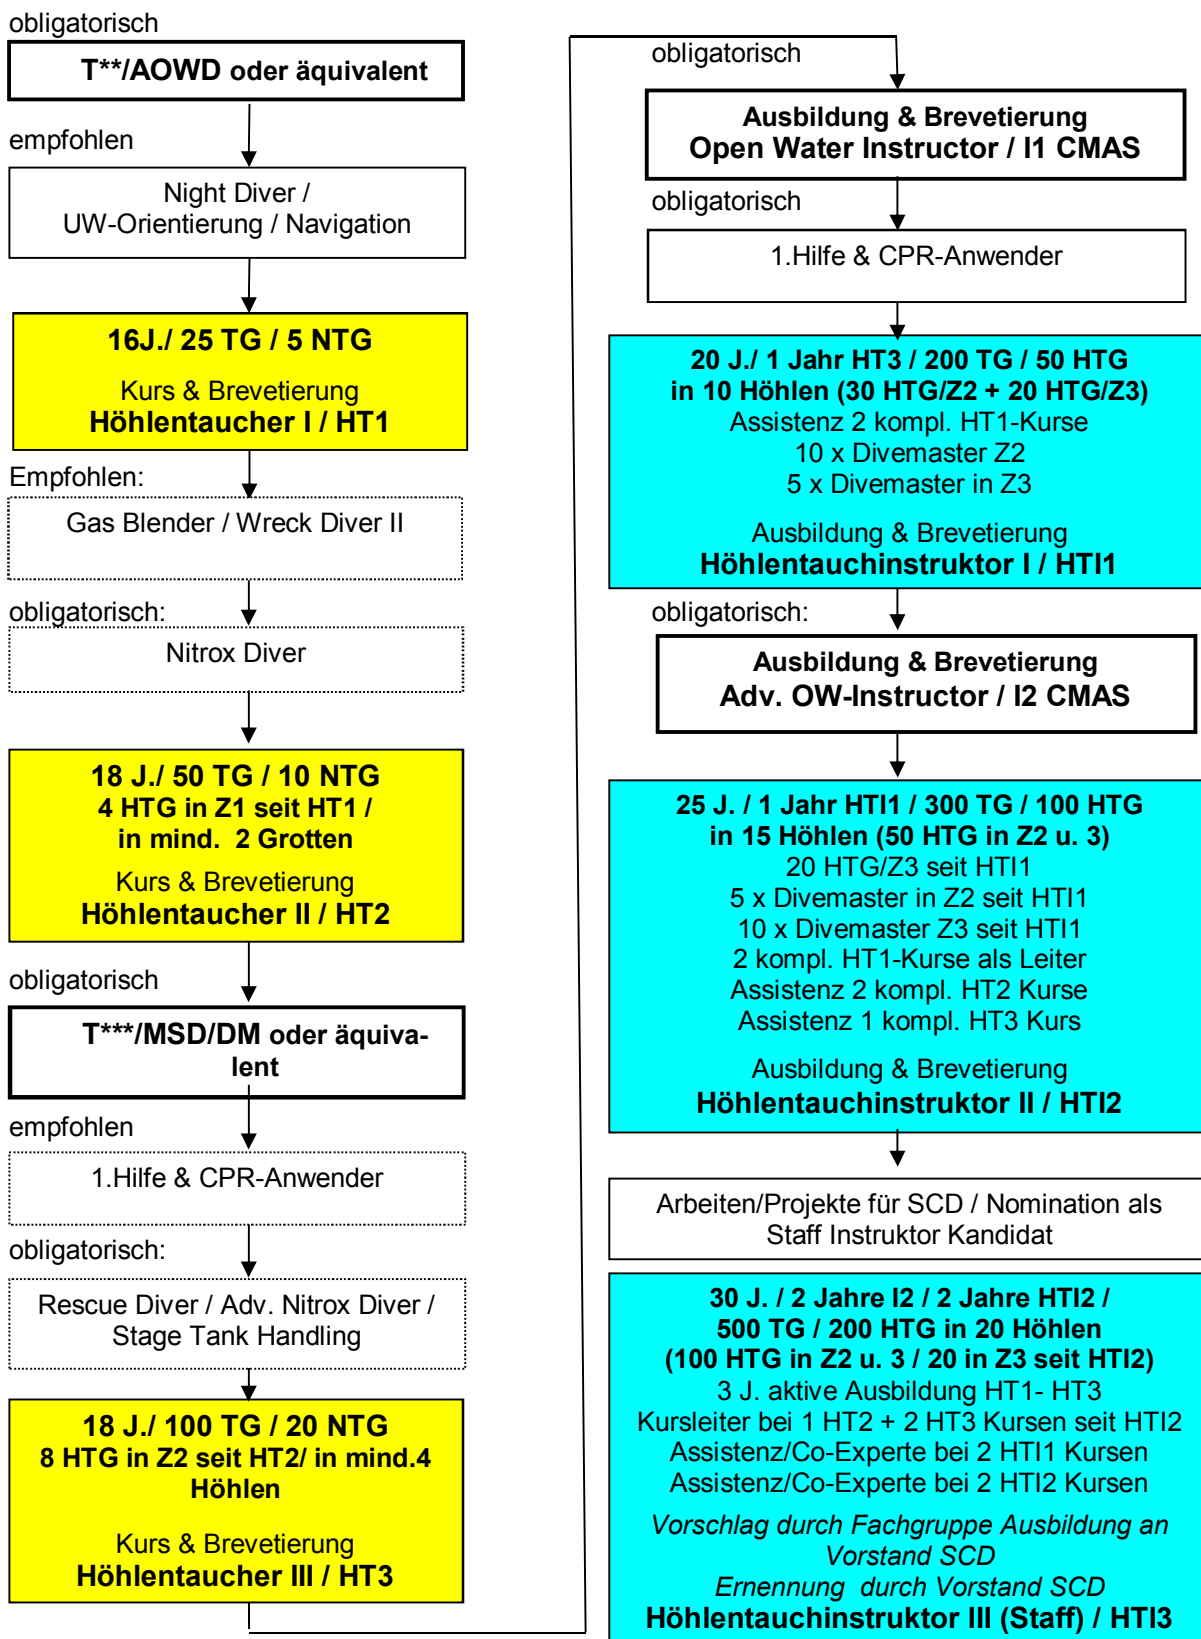 obligatorisch
T**/AOWD oder äquivalent
empfohlen
Night Diver /
UW-Orientierung / Navigation
16J./ 25 TG / 5 NTG
Kurs & Brevetierung
Höhlentaucher I / HT1
Empfohlen:
Gas Blender / Wreck Diver II
obligatorisch:
Nitrox Diver
18 J./ 50 TG / 10 NTG
4 HTG in Z1 seit HT1 /
in mind. 2 Grotten
Kurs & Brevetierung
Höhlentaucher II / HT2
obligatorisch
T***/MSD/DM oder äquiva-
lent
empfohlen
1.Hilfe & CPR-Anwender
obligatorisch:
Rescue Diver / Adv. Nitrox Diver /
Stage Tank Handling
18 J./ 100 TG / 20 NTG
8 HTG in Z2 seit HT2/ in mind.4
Höhlen
Kurs & Brevetierung
Höhlentaucher III / HT3
obligatorisch
Ausbildung & Brevetierung
Open Water Instructor / I1 CMAS
obligatorisch
1.Hilfe & CPR-Anwender
20 J./ 1 Jahr HT3 / 200 TG / 50 HTG
in 10 Höhlen (30 HTG/Z2 + 20 HTG/Z3)
Assistenz 2 kompl. HT1-Kurse
10 x Divemaster Z2
5 x Divemaster in Z3
Ausbildung & Brevetierung
Höhlentauchinstruktor I / HTI1
obligatorisch:
Ausbildung & Brevetierung
Adv. OW-Instructor / I2 CMAS
25 J. / 1 Jahr HTI1 / 300 TG / 100 HTG
in 15 Höhlen (50 HTG in Z2 u. 3)
20 HTG/Z3 seit HTI1
5 x Divemaster in Z2 seit HTI1
10 x Divemaster Z3 seit HTI1
2 kompl. HT1-Kurse als Leiter
Assistenz 2 kompl. HT2 Kurse
Assistenz 1 kompl. HT3 Kurs
Ausbildung & Brevetierung
Höhlentauchinstruktor II / HTI2
Arbeiten/Projekte für SCD / Nomination als
Staff Instruktor Kandidat
30 J. / 2 Jahre I2 / 2 Jahre HTI2 /
500 TG / 200 HTG in 20 Höhlen
(100 HTG in Z2 u. 3 / 20 in Z3 seit HTI2)
3 J. aktive Ausbildung HT1- HT3
Kursleiter bei 1 HT2 + 2 HT3 Kursen seit HTI2
Assistenz/Co-Experte bei 2 HTI1 Kursen
Assistenz/Co-Experte bei 2 HTI2 Kursen
Vorschlag durch Fachgruppe Ausbildung an
Vorstand SCD
Ernennung durch Vorstand SCD
Höhlentauchinstruktor III (Staff) / HTI3